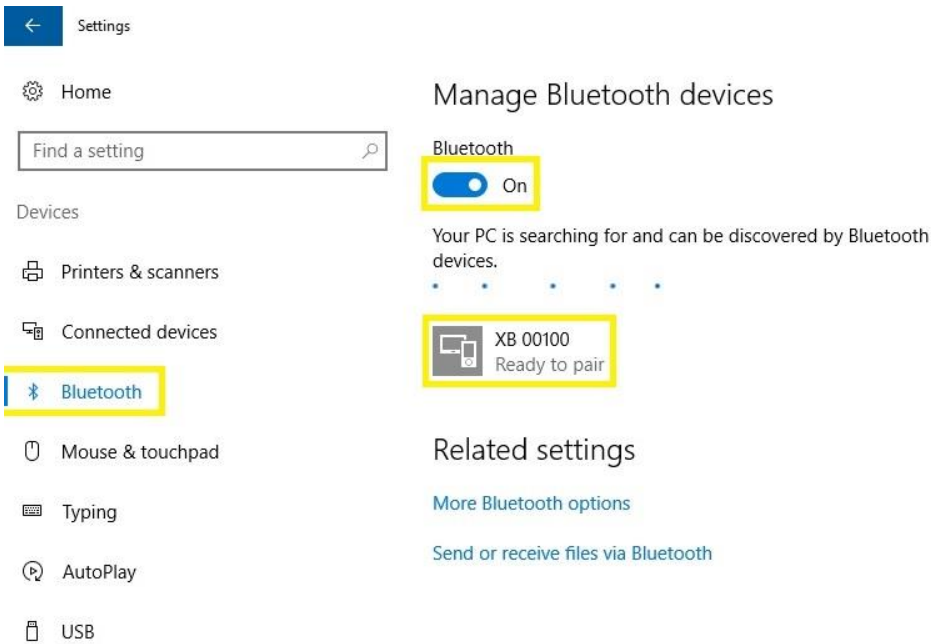 Settings
Home
Find a setting
Devices
Printers & scanners
Connected devices
Bluetooth
Mouse & touchpad
Typing
AutoPlay
USB
Manage Bluetooth devices
Bluetooth
On
Your PC is searching for and can be discovered by Bluetooth
devices.
XB 00100
Ready to pair
Related settings
More Bluetooth options
Send or receive files via Bluetooth